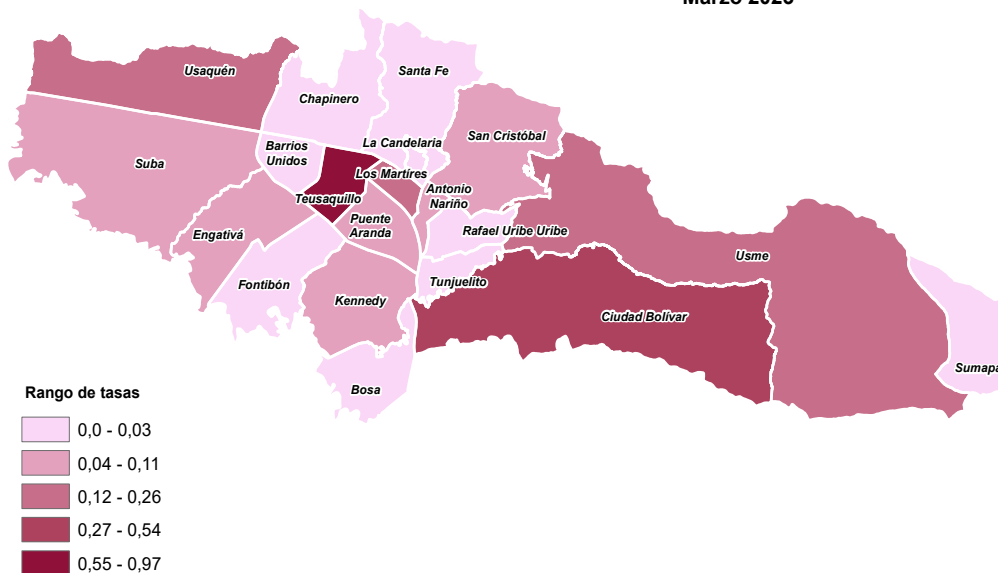 Usaquén
Santa Fe
Chapinero
San Cristóbal
La Candelaria
Barrios
Unidos
Suba
Los Martires
Antonio
Nariño
Teusaquillo
Puente
Aranda
Rafael Uribe Uribe
Engativá
Usme
Fontibón
Tunjuelito
Kennedy
Ciudad Bolívar
Sumapa
Bosa
Rango de tasas
0,0 - 0,03
0,04 - 0,11
0,12 - 0,26
0,27 - 0,54
0,55 - 0,97